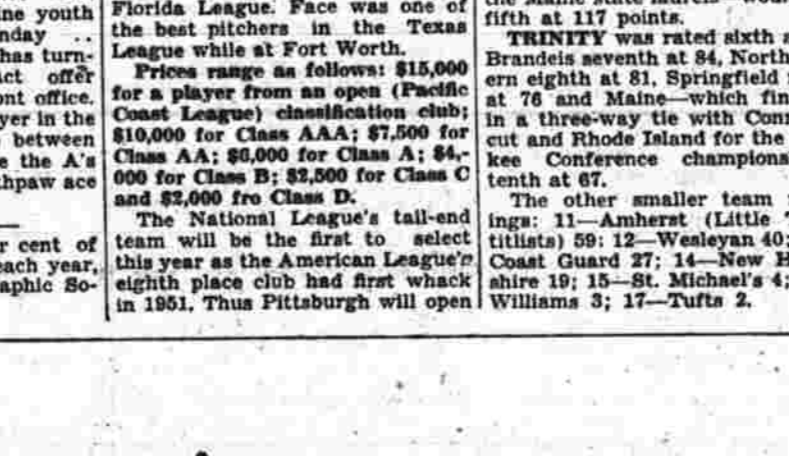 ine youth
nday ..
has turn-
act offer
ont office.
yer in the
between
e the A's
thpaw ace
r cent of
each year,
aphic So-
Florida League. Face was one of
the best pitchers in the Texas
League while at Fort Worth.
Prices range as follows: $15,000
for a player from an open (Pacific
Coast League) classification club;
$10,000 for Class AAA; $7,500 for
Class AA; $6,000 for Class A; $4,-
000 for Class B; $2,500 for Class C
and $2,000 fro Class D.
The National League's tail-end
team will be the first to select
this year as the American League's
eighth place club had first whack
in 1951. Thus Pittsburgh will open
fifth at 117 points.
TRINITY was rated sixth a
Brandeis seventh at 84, North
ern eighth at 81, Springfield
at 76 and Maine—which fin
in a three-way tie with Conn
cut and Rhode Island for the
kee Conference champiions
tenth at 67.
The other smaller team
ings: 11—Amherst (Little
titlists) 59; 12—Wesleyan 40;
Coast Guard 27; 14—New H
shire 19; 15—St. Michael's 4;
Williams 3; 17—Tufts 2.